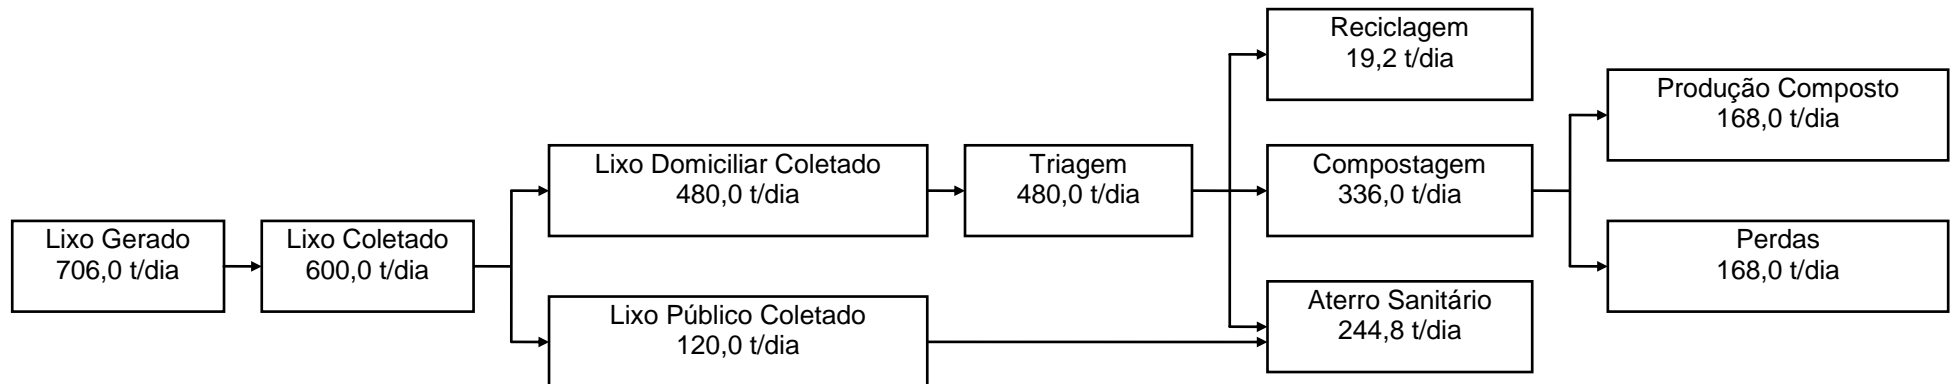 Lixo Gerado
706,0 t/dia
Lixo Coletado
600,0 t/dia
Lixo Domiciliar Coletado
480,0 t/dia
Lixo Público Coletado
120,0 t/dia
Triagem
480,0 t/dia
Reciclagem
19,2 t/dia
Compostagem
336,0 t/dia
Aterro Sanitário
244,8 t/dia
Produção Composto
168,0 t/dia
Perdas
168,0 t/dia